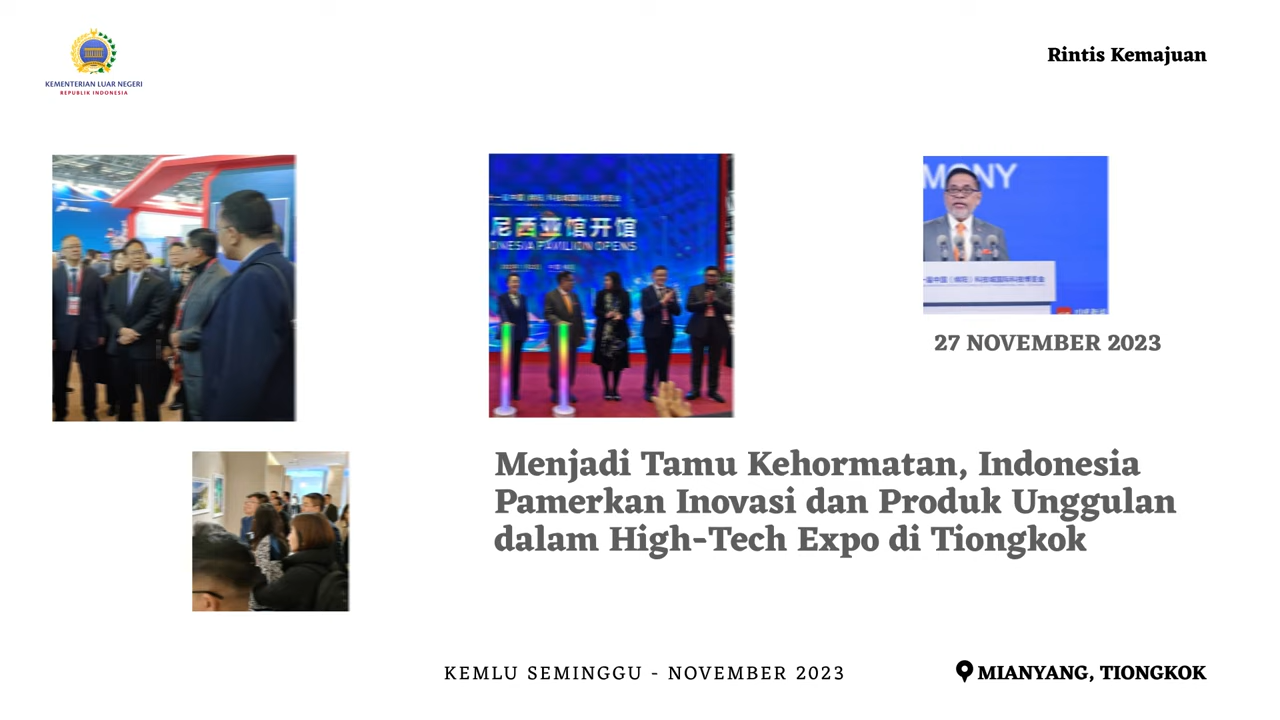 KEMENTERIAN LUAR NEGERI
REPUBLIK INDONESIA
Rintis Kemajuan
尼西亚馆开馆
ONESIA PAVILION OPENS
MONY
27 NOVEMBER 2023
Menjadi Tamu Kehormatan, Indonesia
Pamerkan Inovasi dan Produk Unggulan
dalam High-Tech Expo di Tiongkok
KEMLU SEMINGGU - NOVEMBER 2023
MIANYANG, TIONGKOK